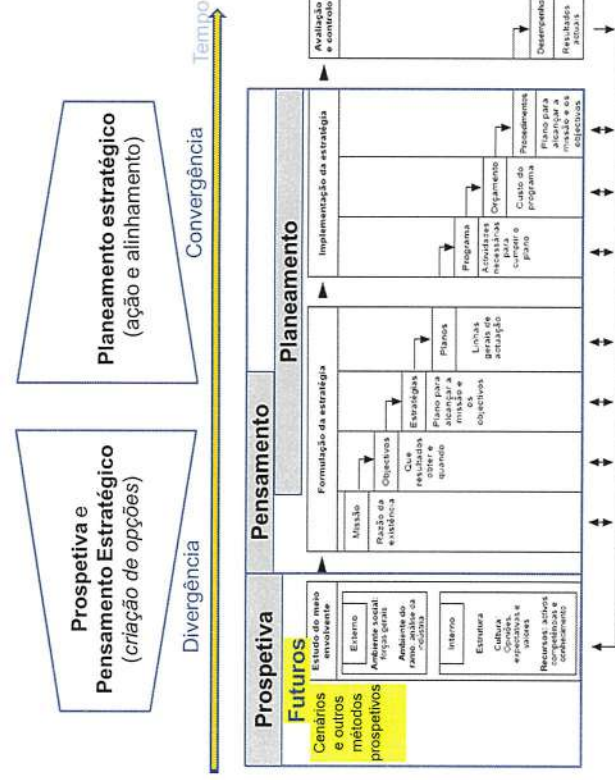 Prospetiva e
Pensamento Estratégico
(criação de opções)
Planeamento estratégico
(ação e alinhamento)
Divergência
Convergência
Tempo
Prospetiva
Pensamento
Planeamento
Futuros
Cenários
e outros
métodos
prospetivos
Estudo do meio
envolvente
Externo
Ambiente social:
forças gerais
Ambiente do
ramo: análise da
indústria
Interno
Estrutura
Cultura
Opiniões,
expectativas e
valores
Recursos: activos
competências e
conhecimento
Formulação da estratégia
Missão
Razão da
existência
Objectivos
Que
resultados
obter e
quando
Estratégias
Plano para
alcançar a
missão e
os
objectivos
Planos
Linhas
gerais de
actuação
Implementação da estratégia
Programa
Actividades
necessárias
para
cumprir o
plano
Orçamento
Custo do
programa
Procedimentos
Plano para
alcançar a
missão e os
objectivos
Avaliação
e controlo
Desempenho
Resultados
actuais